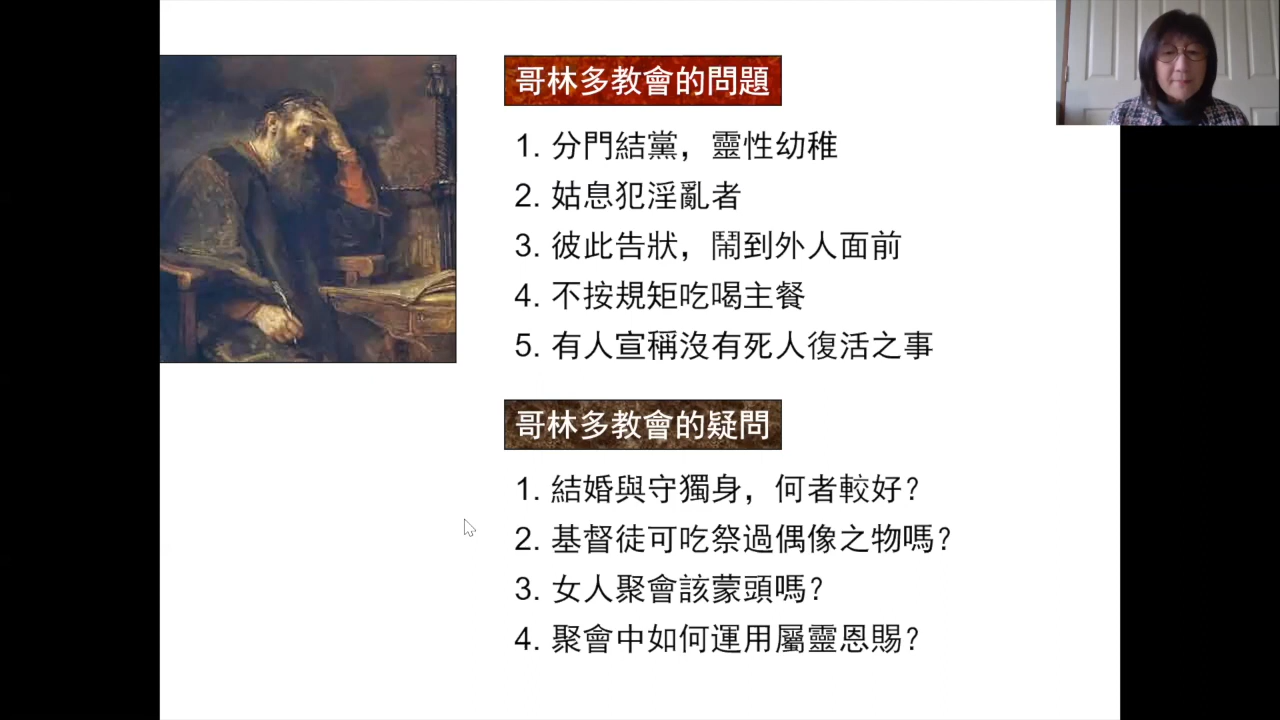 哥林多教會的問題
1. 分門結黨，靈性幼稚
2. 姑息犯淫亂者
3. 彼此告狀，鬧到外人面前
4. 不按規矩吃喝主餐
5. 有人宣稱沒有死人復活之事
哥林多教會的疑問
1. 結婚與守獨身，何者較好？
2. 基督徒可吃祭過偶像之物嗎？
3. 女人聚會該蒙頭嗎？
4. 聚會中如何運用屬靈恩賜？